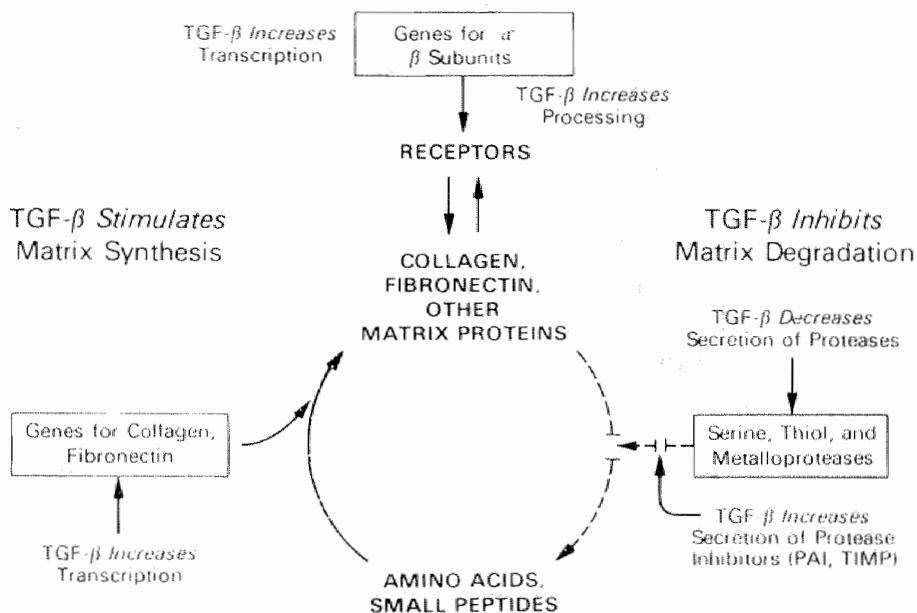 TGF-β Increases
Transcription
Genes for α
β Subunits
TGF-β Increases
Processing
RECEPTORS
TGF-β Stimulates
Matrix Synthesis
TGF-β Inhibits
Matrix Degradation
COLLAGEN,
FIBRONECTIN,
OTHER
MATRIX PROTEINS
TGF-β Decreases
Secretion of Proteases
Genes for Collagen,
Fibronectin
Serine, Thiol, and
Metalloproteases
TGF-β Increases
Transcription
TGF-β Increases
Secretion of Protease
Inhibitors (PAI, TIMP)
AMINO ACIDS,
SMALL PEPTIDES